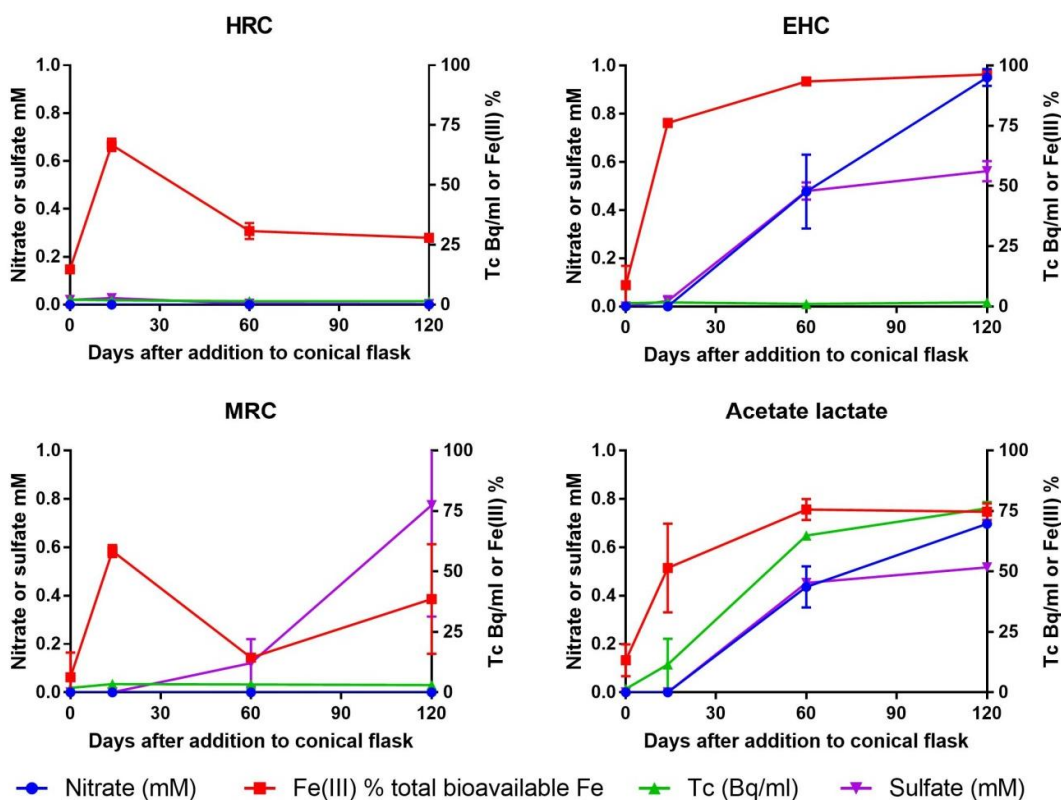 HRC
Nitrate or sulfate mM
1.0
0.8
0.6
0.4
0.2
0.0
100
75
50
25
0
Tc Bq/ml or Fe(III) %
0 30 60 90 120
Days after addition to conical flask
EHC
Nitrate or sulfate mM
1.0
0.8
0.6
0.4
0.2
0.0
100
75
50
25
0
Tc Bq/ml or Fe(III) %
0 30 60 90 120
Days after addition to conical flask
MRC
Nitrate or sulfate mM
1.0
0.8
0.6
0.4
0.2
0.0
100
75
50
25
0
Tc Bq/ml or Fe(III) %
0 30 60 90 120
Days after addition to conical flask
Acetate lactate
Nitrate or sulfate mM
1.0
0.8
0.6
0.4
0.2
0.0
100
75
50
25
0
Tc Bq/ml or Fe(III) %
0 30 60 90 120
Days after addition to conical flask
Nitrate (mM) Fe(III) % total bioavailable Fe Tc (Bq/ml) Sulfate (mM)